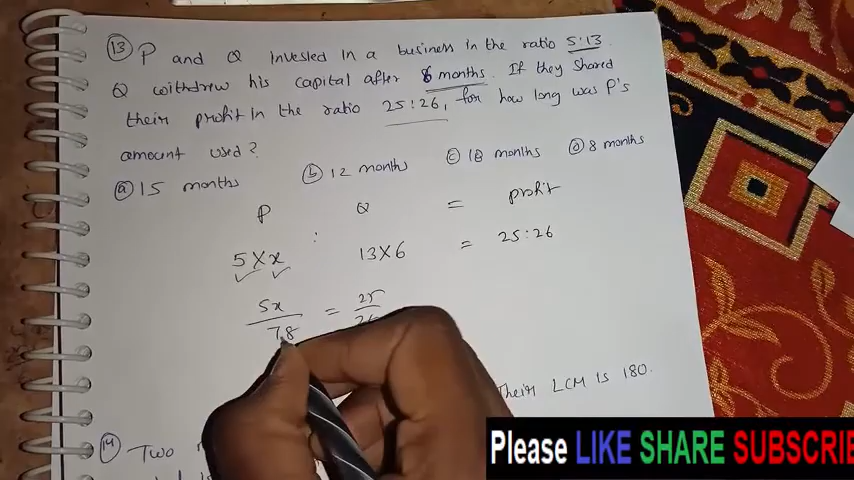 (13) P and Q invested in a business in the ratio 5:13.
Q withdrew his capital after 6 months. If they shared
their profit in the ratio 25:26, for how long was P's
amount used?
(a) 15 months (b) 12 months (c) 18 months (d) 8 months
P : Q = profit
5 X x 13 X 6 = 25:26
5x/78 = 25/26
Their LCM is 180.
(14) Two
Please LIKE SHARE SUBSCRIBE